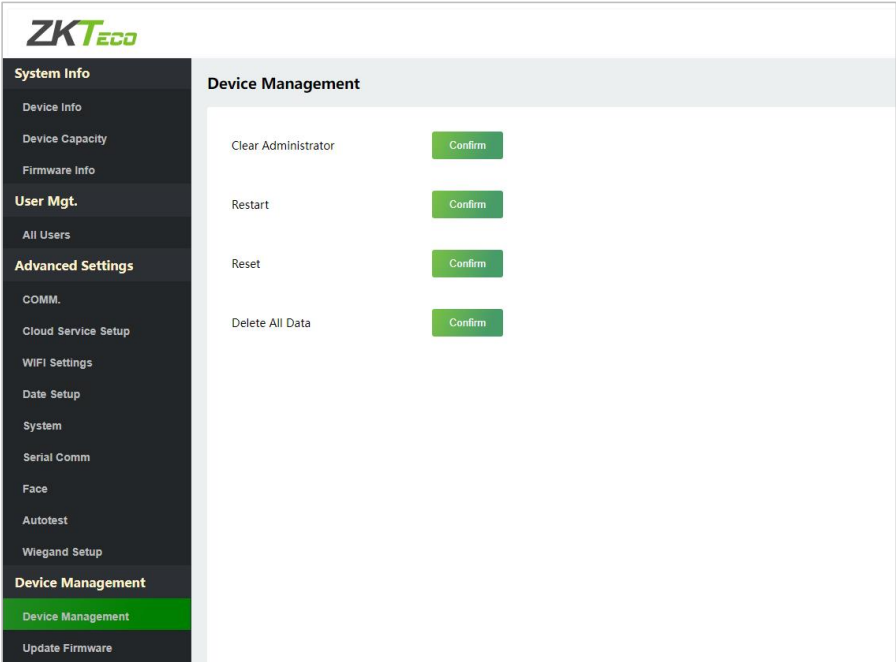 ZKTECO
System Info
Device Info
Device Capacity
Firmware Info
User Mgt.
All Users
Advanced Settings
COMM.
Cloud Service Setup
WIFI Settings
Date Setup
System
Serial Comm
Face
Autotest
Wiegand Setup
Device Management
Device Management
Update Firmware
Device Management
Clear Administrator Confirm
Restart Confirm
Reset Confirm
Delete All Data Confirm